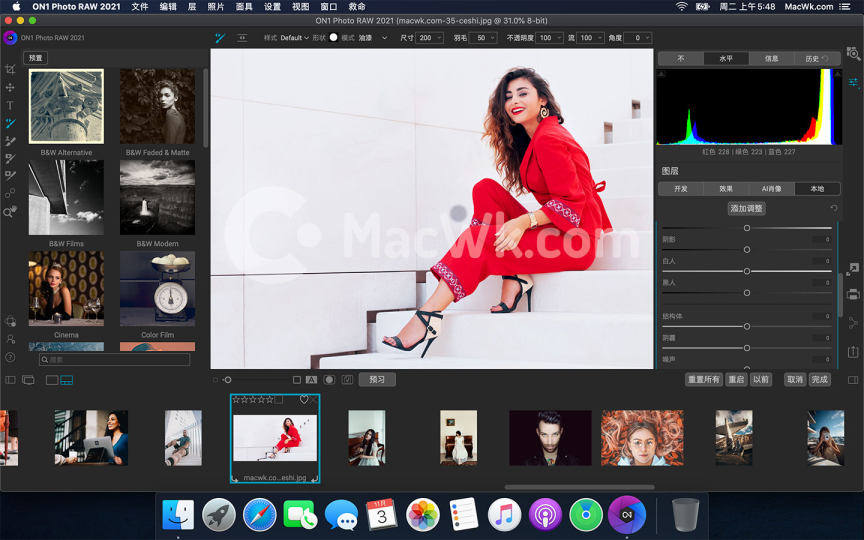 ON1 Photo RAW 2021 文件 编辑 层 照片 面具 设置 视图 窗口 救命 周二 上午 5:48 MacWk.com
ON1 Photo RAW 2021 (macwk.com-35-ceshi.jpg @ 31.0% 8-bit)
ON1 Photo RAW 2021
样式 Default 形状 模式 油漆 尺寸 200 羽毛 50 不透明度 100 流 100 角度 0
预置
不 水平 信息 历史
B&W Alternative B&W Faded & Matte
红色 228 | 绿色 223 | 蓝色 227
图层
开发 效果 AI肖像 本地
添加调整
MacWk.com
阴影 0
B&W Films B&W Modern
白人 0
黑人 0
结构体 0
Cinema Color Film
阴霾 0
噪声 0
搜索
A 预习 重置所有 重启 以前 取消 完成
macwk.co...eshi.jpg
11月
3